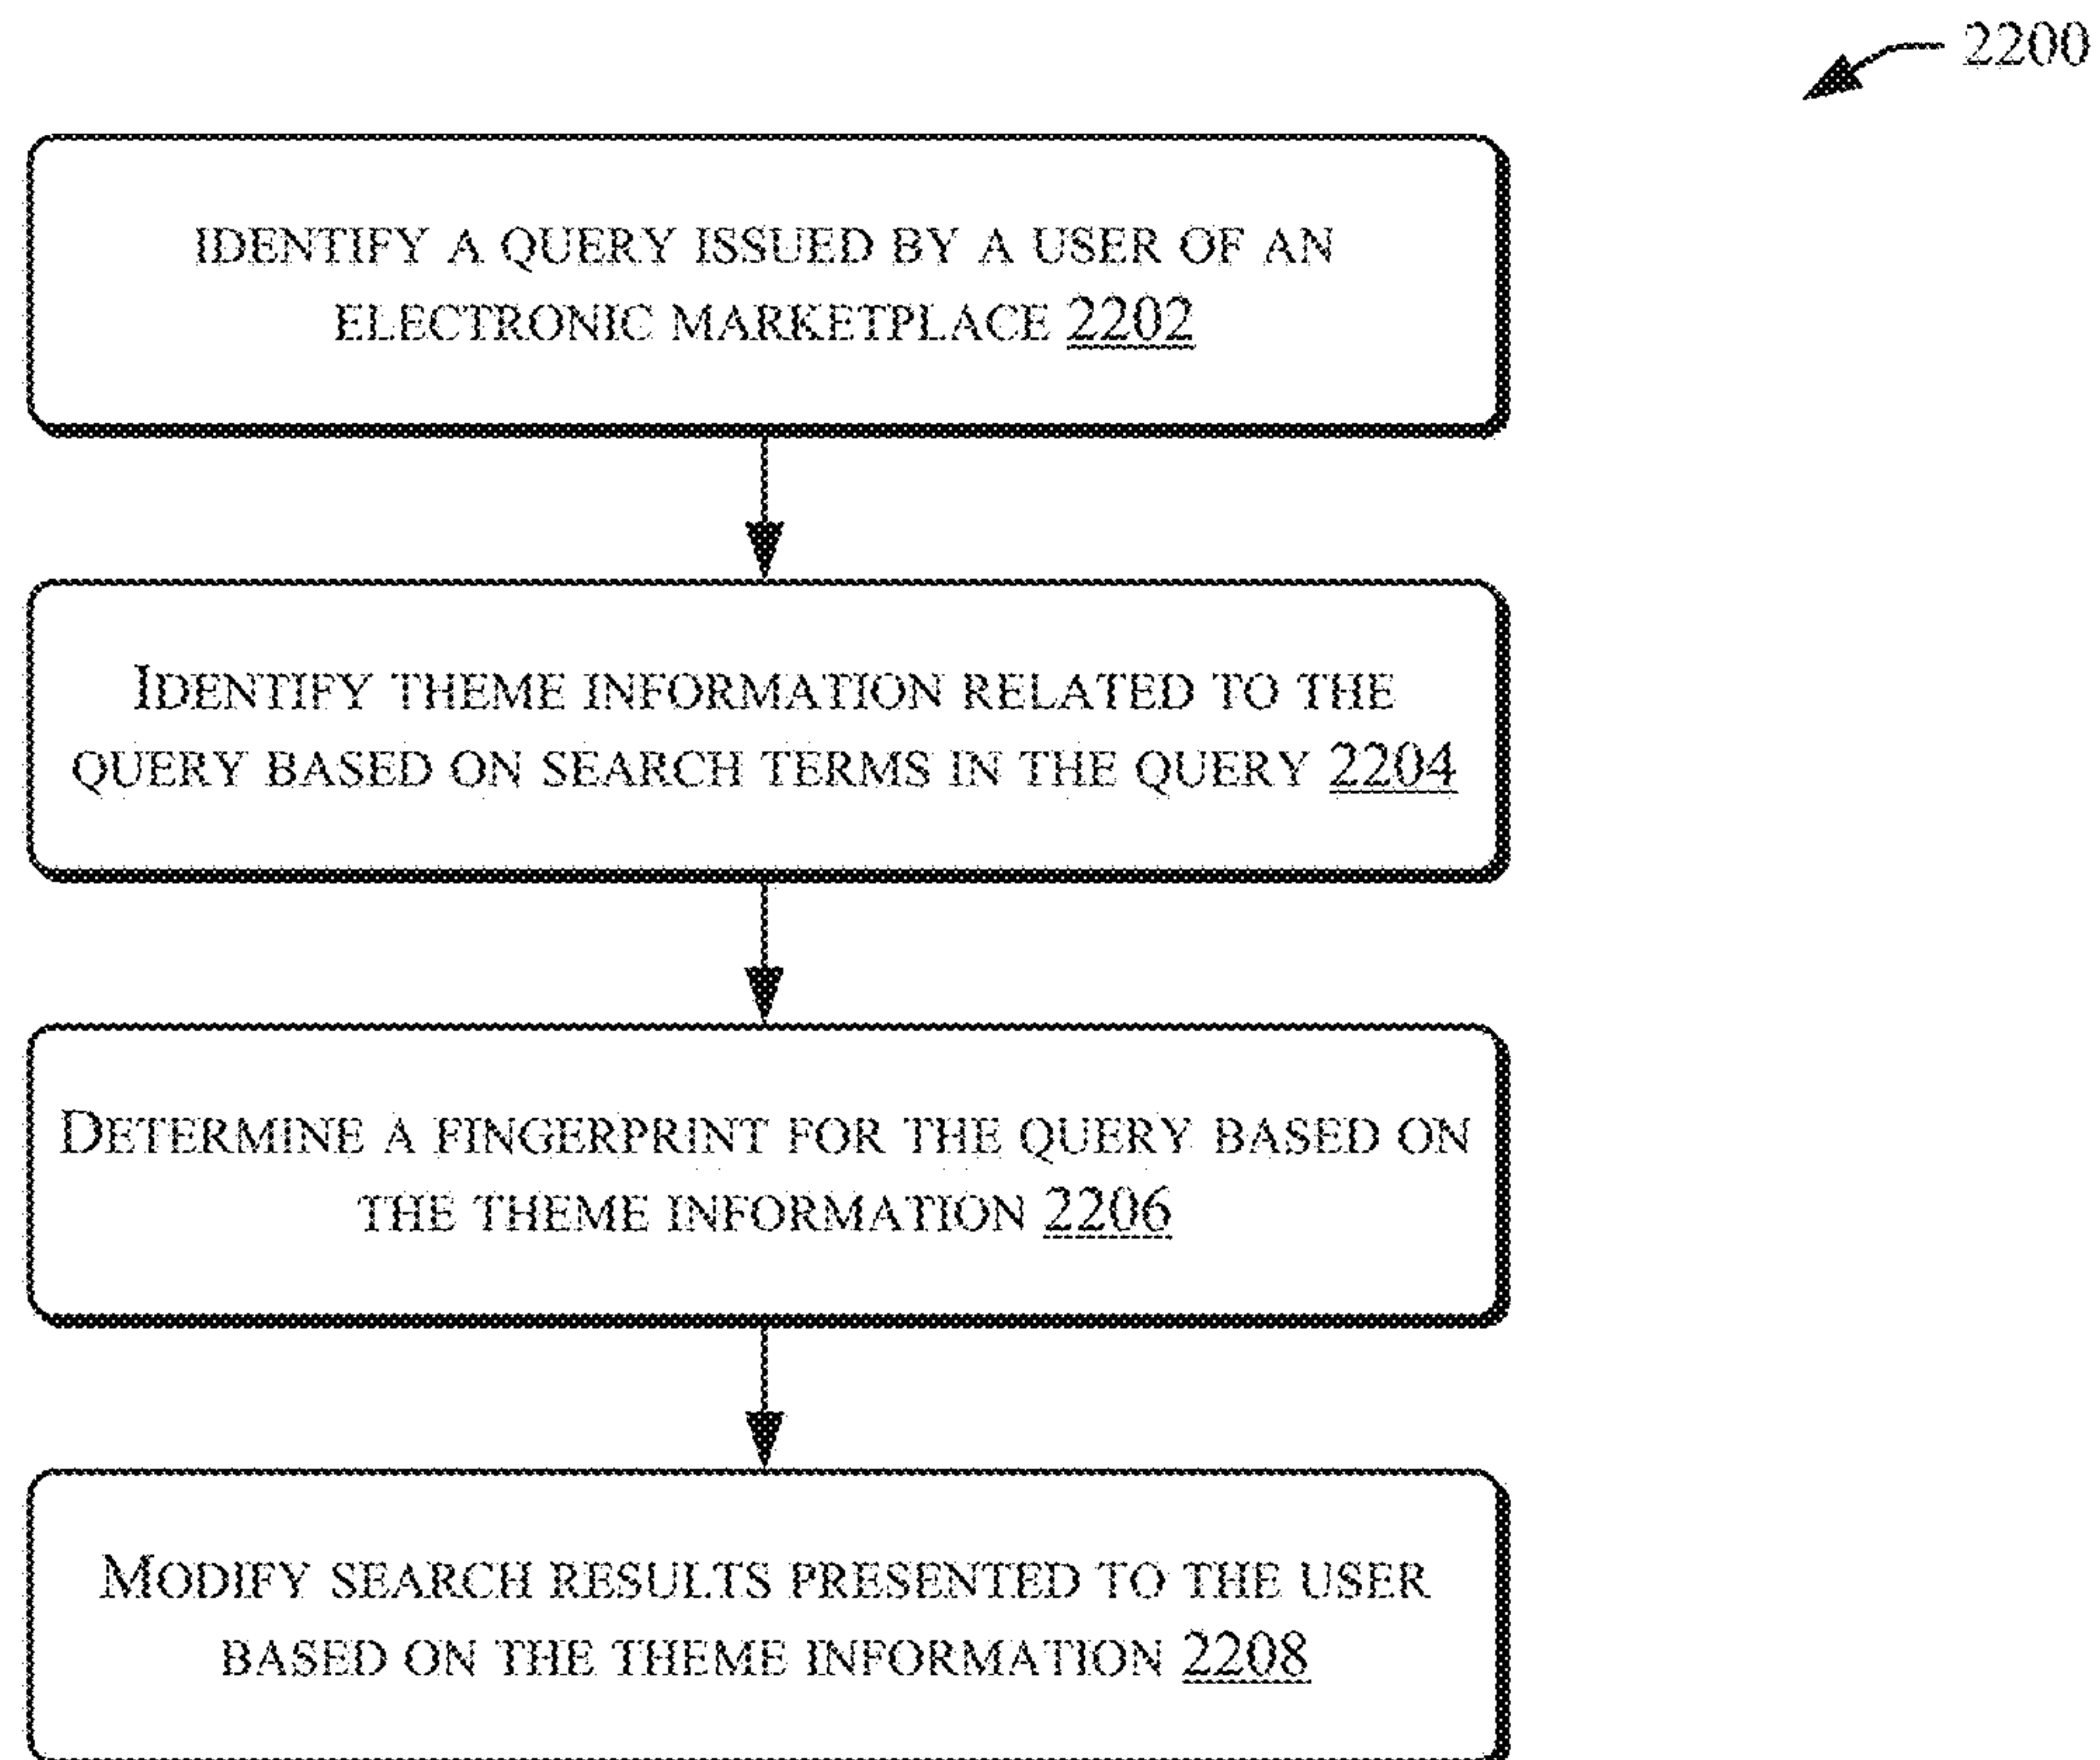 2200
IDENTIFY A QUERY ISSUED BY A USER OF AN
ELECTRONIC MARKETPLACE 2202
IDENTIFY THEME INFORMATION RELATED TO THE
QUERY BASED ON SEARCH TERMS IN THE QUERY 2204
DETERMINE A FINGERPRINT FOR THE QUERY BASED ON
THE THEME INFORMATION 2206
MODIFY SEARCH RESULTS PRESENTED TO THE USER
BASED ON THE THEME INFORMATION 2208